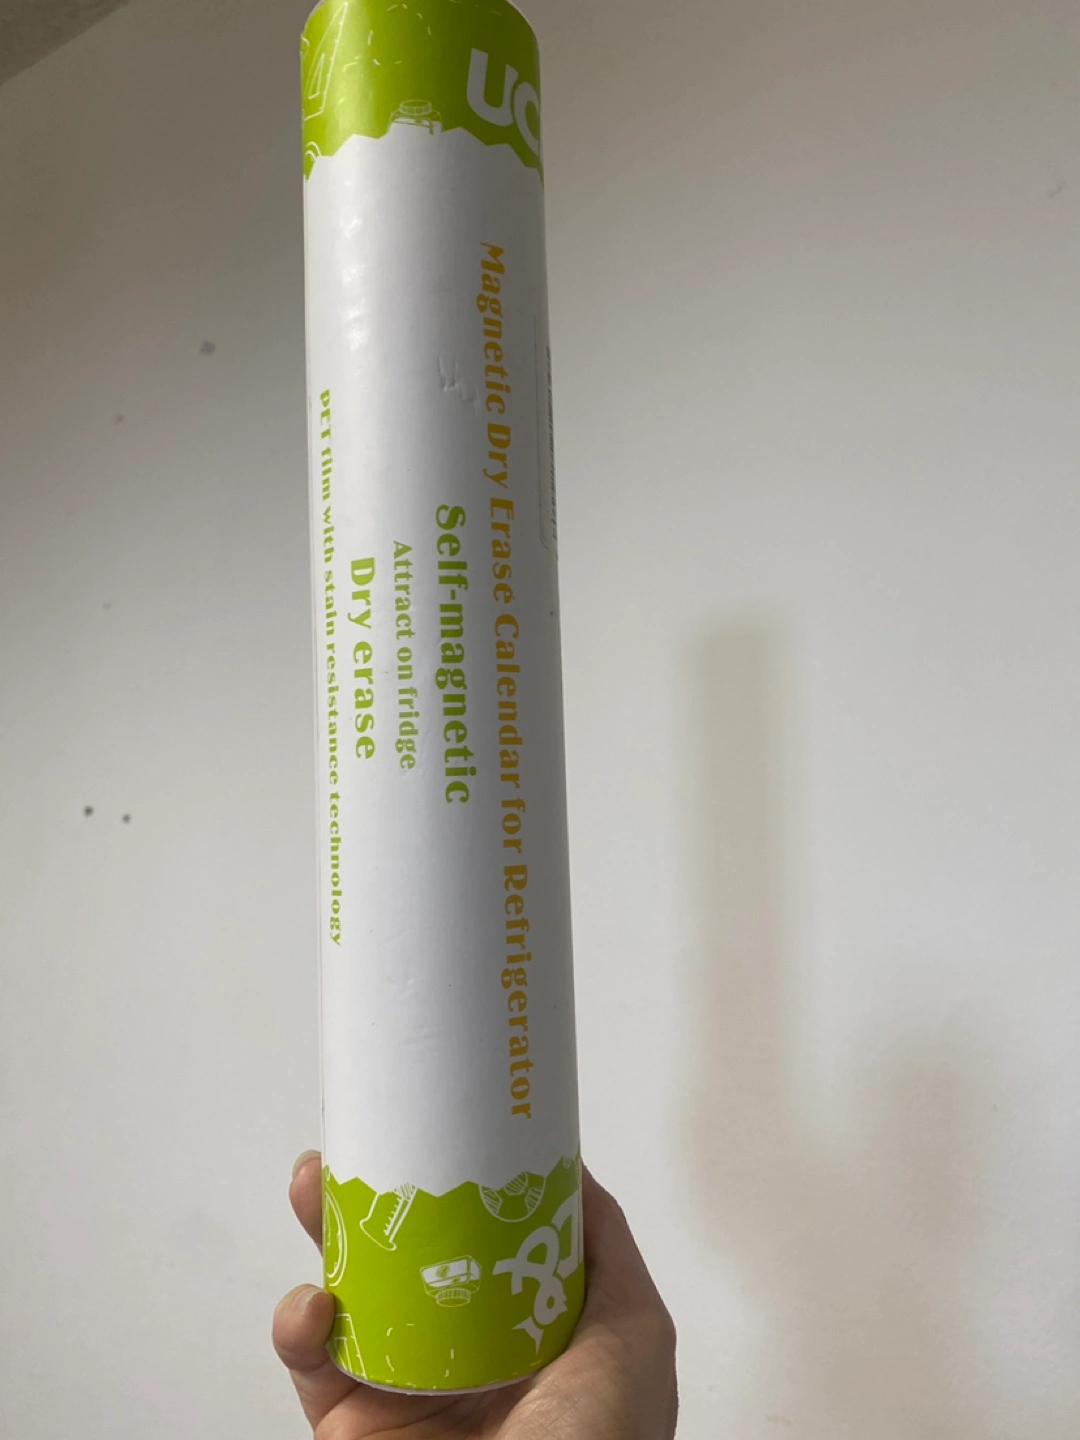 UC
Magnetic Dry Erase Calendar for Refrigerator
Self-magnetic
Attract on fridge
Dry erase
PET film with stain resistance technology